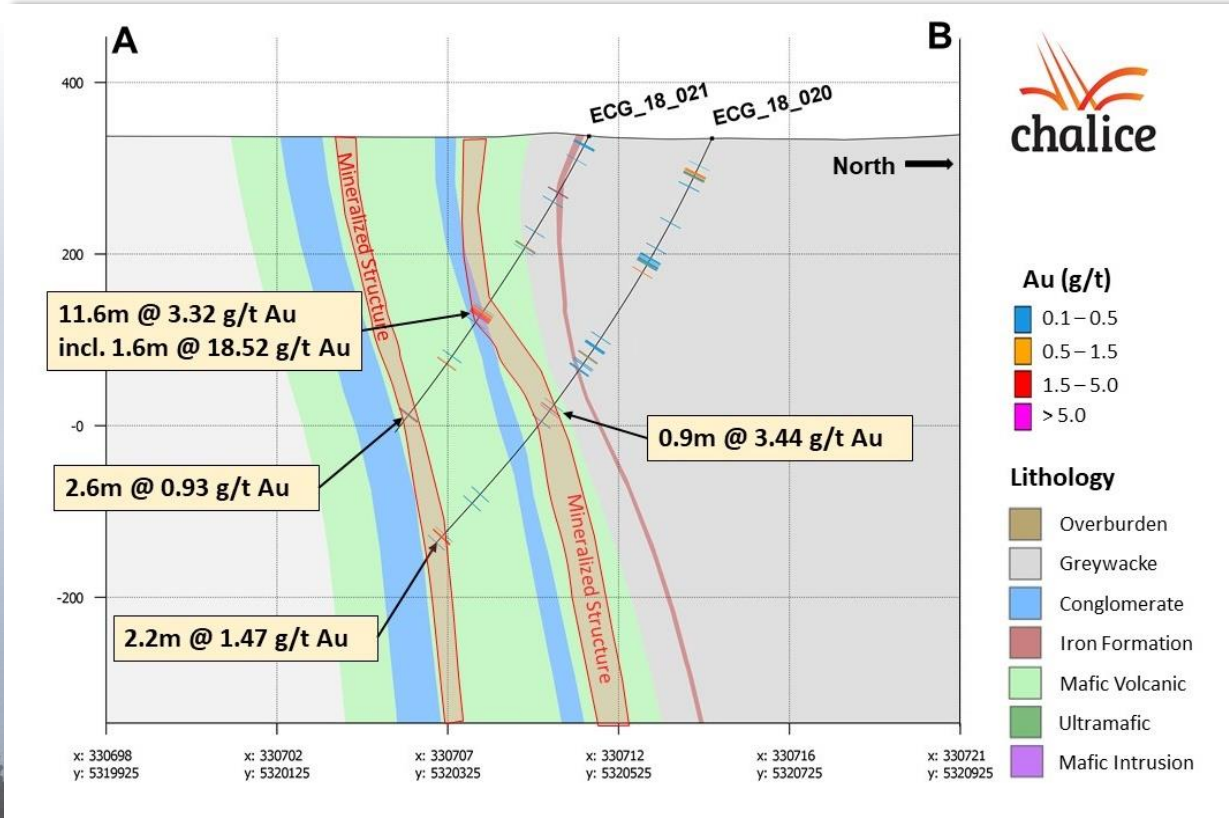 A
B
400
200
-0
-200
ECG_18_021
ECG_18_020
North
chalice
Mineralized Structure
Mineralized Structure
11.6m @ 3.32 g/t Au
incl. 1.6m @ 18.52 g/t Au
2.6m @ 0.93 g/t Au
2.2m @ 1.47 g/t Au
0.9m @ 3.44 g/t Au
Au (g/t)
0.1 – 0.5
0.5 – 1.5
1.5 – 5.0
> 5.0
Lithology
Overburden
Greywacke
Conglomerate
Iron Formation
Mafic Volcanic
Ultramafic
Mafic Intrusion
x: 330698
y: 5319925
x: 330702
y: 5320125
x: 330707
y: 5320325
x: 330712
y: 5320525
x: 330716
y: 5320725
x: 330721
y: 5320925